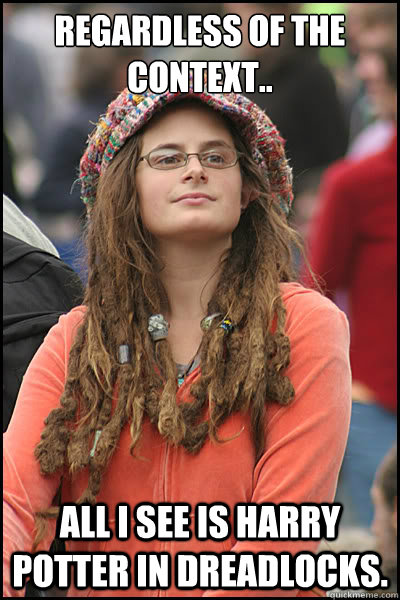 REGARDLESS OF THE
CONTEXT..
ALL I SEE IS HARRY
POTTER IN DREADLOCKS.
quickmeme.com